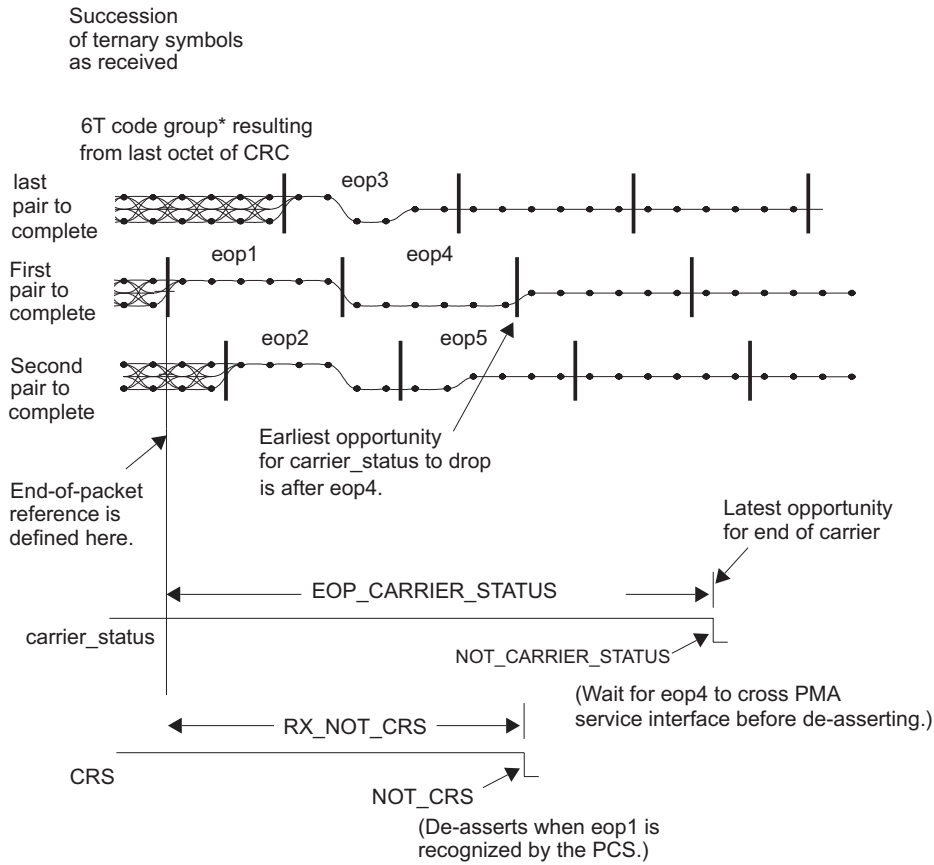 Succession
of ternary symbols
as received
6T code group* resulting
from last octet of CRC
last
pair to
complete
eop3
First
pair to
complete
eop1
eop4
Second
pair to
complete
eop2
eop5
Earliest opportunity
for carrier_status to drop
is after eop4.
End-of-packet
reference is
defined here.
Latest opportunity
for end of carrier
EOP_CARRIER_STATUS
carrier_status
NOT_CARRIER_STATUS
(Wait for eop4 to cross PMA
service interface before de-asserting.)
RX_NOT_CRS
CRS
NOT_CRS
(De-asserts when eop1 is
recognized by the PCS.)